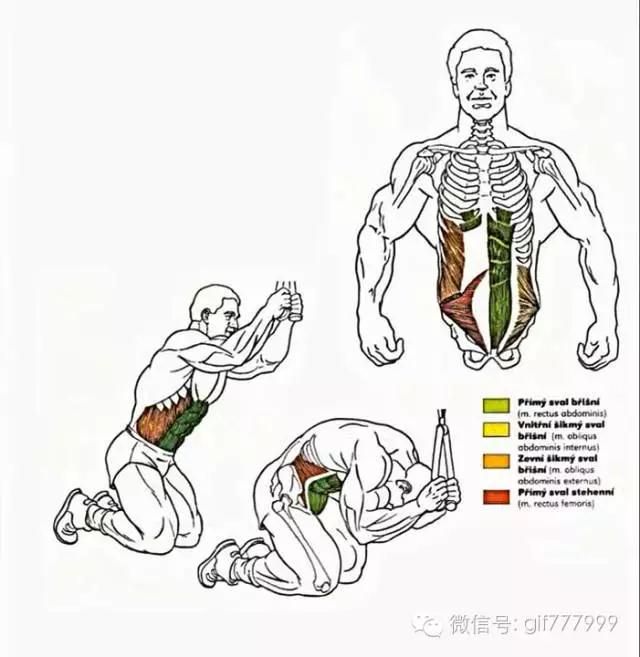 Přímý sval břišní
(m. rectus abdominis)
Vnitřní šikmý sval
břišní (m. obliqus
abdominis internus)
Zevní šikmý sval
břišní (m. obliqus
abdominis externus)
Přímý sval stehenní
(m. rectus femoris)
微信号: gif777999